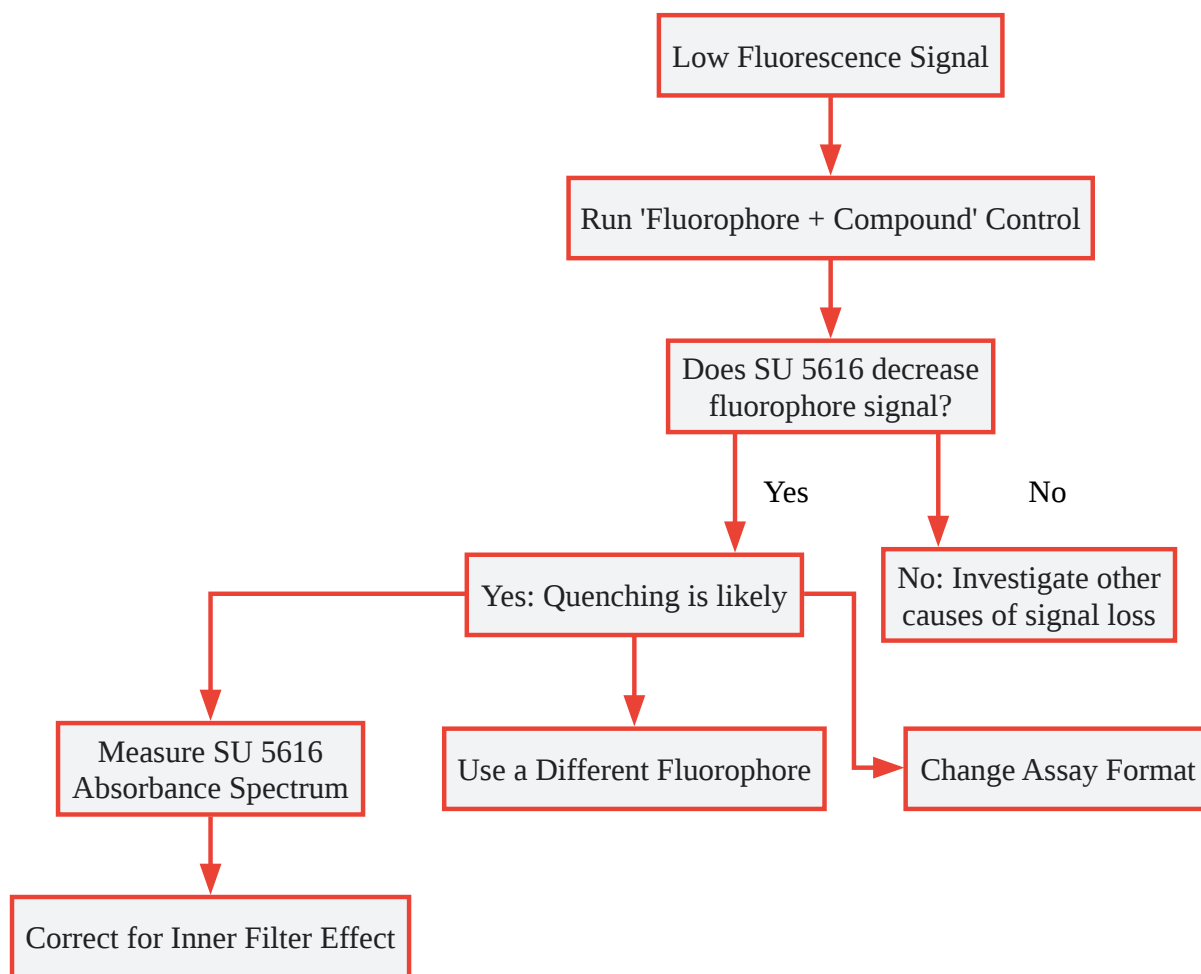 Low Fluorescence Signal
Run 'Fluorophore + Compound' Control
Does SU 5616 decrease
fluorophore signal?
Yes
No
Yes: Quenching is likely
No: Investigate other
causes of signal loss
Measure SU 5616
Absorbance Spectrum
Use a Different Fluorophore
Change Assay Format
Correct for Inner Filter Effect